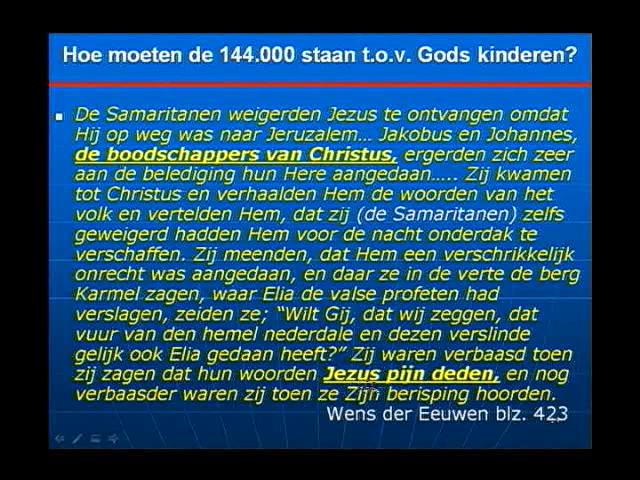 Hoe moeten de 144.000 staan t.o.v. Gods kinderen?
De Samaritanen weigerden Jezus te ontvangen omdat
Hij op weg was naar Jeruzalem… Jakobus en Johannes,
de boodschappers van Christus, ergerden zich zeer
aan de belediging hun Here aangedaan….. Zij kwamen
tot Christus en verhaalden Hem de woorden van het
volk en vertelden Hem, dat zij (de Samaritanen) zelfs
geweigerd hadden Hem voor de nacht onderdak te
verschaffen. Zij meenden, dat Hem een verschrikkelijk
onrecht was aangedaan, en daar ze in de verte de berg
Karmel zagen, waar Elia de valse profeten had
verslagen, zeiden ze; “Wilt Gij, dat wij zeggen, dat
vuur van den hemel nederdale en dezen verslinde
gelijk ook Elia gedaan heeft?” Zij waren verbaasd toen
zij zagen dat hun woorden Jezus pijn deden, en nog
verbaasder waren zij toen ze Zijn berisping hoorden.
Wens der Eeuwen blz. 423